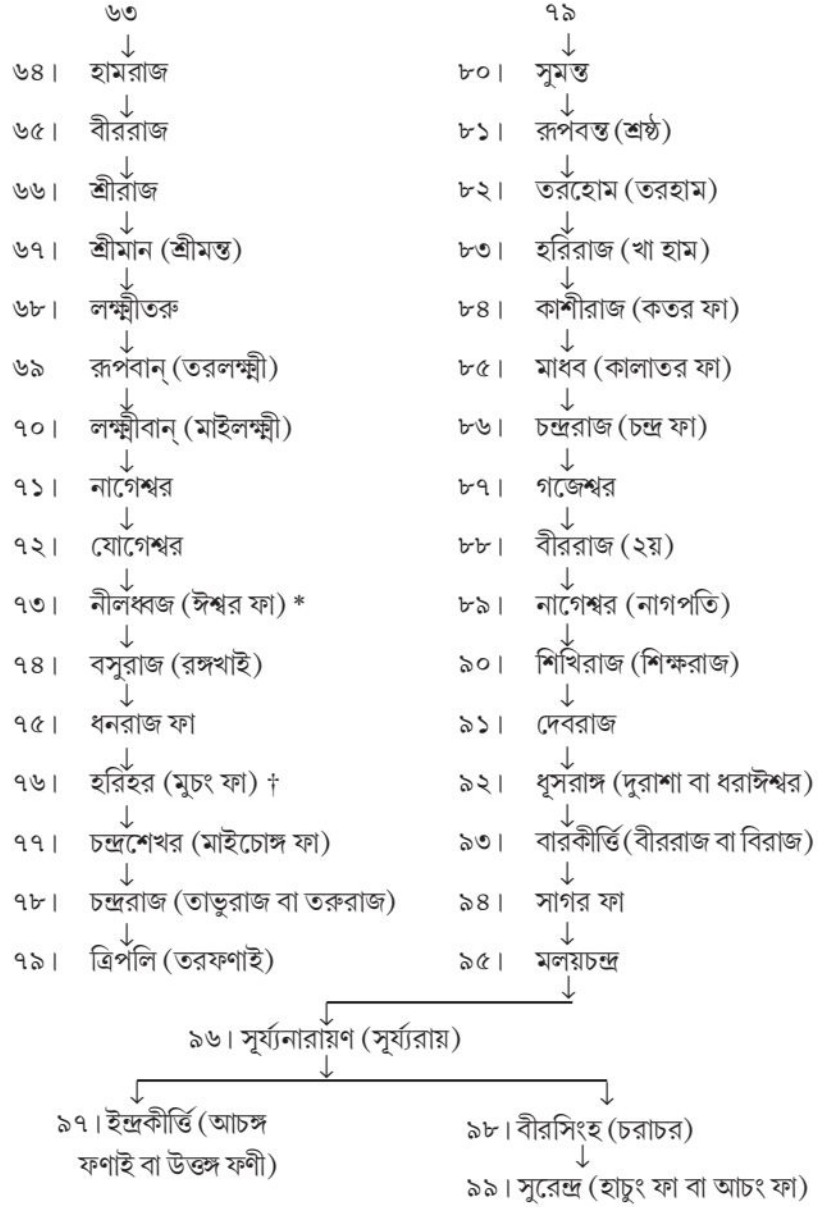 ৬৩
৬৪। হামরাজ
৬৫। বীররাজ
৬৬। শ্রীরাজ
৬৭। শ্রীমান (শ্রীমন্ত)
৬৮। লক্ষ্মীতরু
৬৯ রূপবান্ (তরলক্ষ্মী)
৭০। লক্ষ্মীবান্ (মাইলক্ষ্মী)
৭১। নাগেশ্বর
৭২। যোগেশ্বর
৭৩। নীলধ্বজ (ঈশ্বর ফা) *
৭৪। বসুরাজ (রঙ্গখাই)
৭৫। ধনরাজ ফা
৭৬। হরিহর (মুচং ফা) †
৭৭। চন্দ্রশেখর (মাইচোঙ্গ ফা)
৭৮। চন্দ্ররাজ (তাভুরাজ বা তরুরাজ)
৭৯। ত্রিপলি (তরফণাই)
৭৯
৮০। সুমন্ত
৮১। রূপবন্ত (শ্রষ্ঠ)
৮২। তরহোম (তরহাম)
৮৩। হরিরাজ (খা হাম)
৮৪। কাশীরাজ (কতর ফা)
৮৫। মাধব (কালাতর ফা)
৮৬। চন্দ্ররাজ (চন্দ্র ফা)
৮৭। গজেশ্বর
৮৮। বীররাজ (২য়)
৮৯। নাগেশ্বর (নাগপতি)
৯০। শিখিরাজ (শিক্ষরাজ)
৯১। দেবরাজ
৯২। ধূসরাঙ্গ (দুরাশা বা ধরাঈশ্বর)
৯৩। বারকীর্ত্তি (বীররাজ বা বিরাজ)
৯৪। সাগর ফা
৯৫। মলয়চন্দ্র
৯৬। সূর্য্যনারায়ণ (সূর্য্যরায়)
৯৭। ইন্দ্রকীর্ত্তি (আচঙ্গ
ফণাই বা উত্তঙ্গ ফণী)
৯৮। বীরসিংহ (চরাচর)
৯৯। সুরেন্দ্র (হাচুং ফা বা আচং ফা)